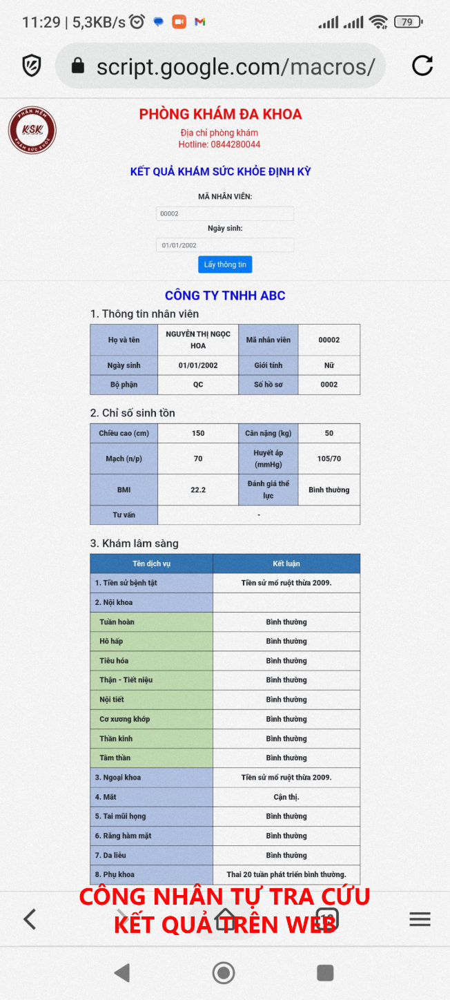 11:29 | 5,3KB/s
79
script.google.com/macros/
PHẦN MỀM
KSK
KHÁM SỨC KHỎE
PHÒNG KHÁM ĐA KHOA
Địa chỉ phòng khám
Hotline: 0844280044
KẾT QUẢ KHÁM SỨC KHỎE ĐỊNH KỲ
MÃ NHÂN VIÊN:
00002
Ngày sinh:
01/01/2002
Lấy thông tin
CÔNG TY TNHH ABC
1. Thông tin nhân viên
Họ và tên NGUYỄN THỊ NGỌC HOA Mã nhân viên 00002
Ngày sinh 01/01/2002 Giới tính Nữ
Bộ phận QC Số hồ sơ 0002
2. Chỉ số sinh tồn
Chiều cao (cm) 150 Cân nặng (kg) 50
Mạch (n/p) 70 Huyết áp (mmHg) 105/70
BMI 22.2 Đánh giá thể lực Bình thường
Tư vấn -
3. Khám lâm sàng
Tên dịch vụ Kết luận
1. Tiền sử bệnh tật Tiền sử mổ ruột thừa 2009.
2. Nội khoa
Tuần hoàn Bình thường
Hô hấp Bình thường
Tiêu hóa Bình thường
Thận - Tiết niệu Bình thường
Nội tiết Bình thường
Cơ xương khớp Bình thường
Thần kinh Bình thường
Tâm thần Bình thường
3. Ngoại khoa Tiền sử mổ ruột thừa 2009.
4. Mắt Cận thị.
5. Tai mũi họng Bình thường
6. Răng hàm mặt Bình thường
7. Da liễu Bình thường
8. Phụ khoa Thai 20 tuần phát triển bình thường.
CÔNG NHÂN TỰ TRA CỨU
KẾT QUẢ TRÊN WEB